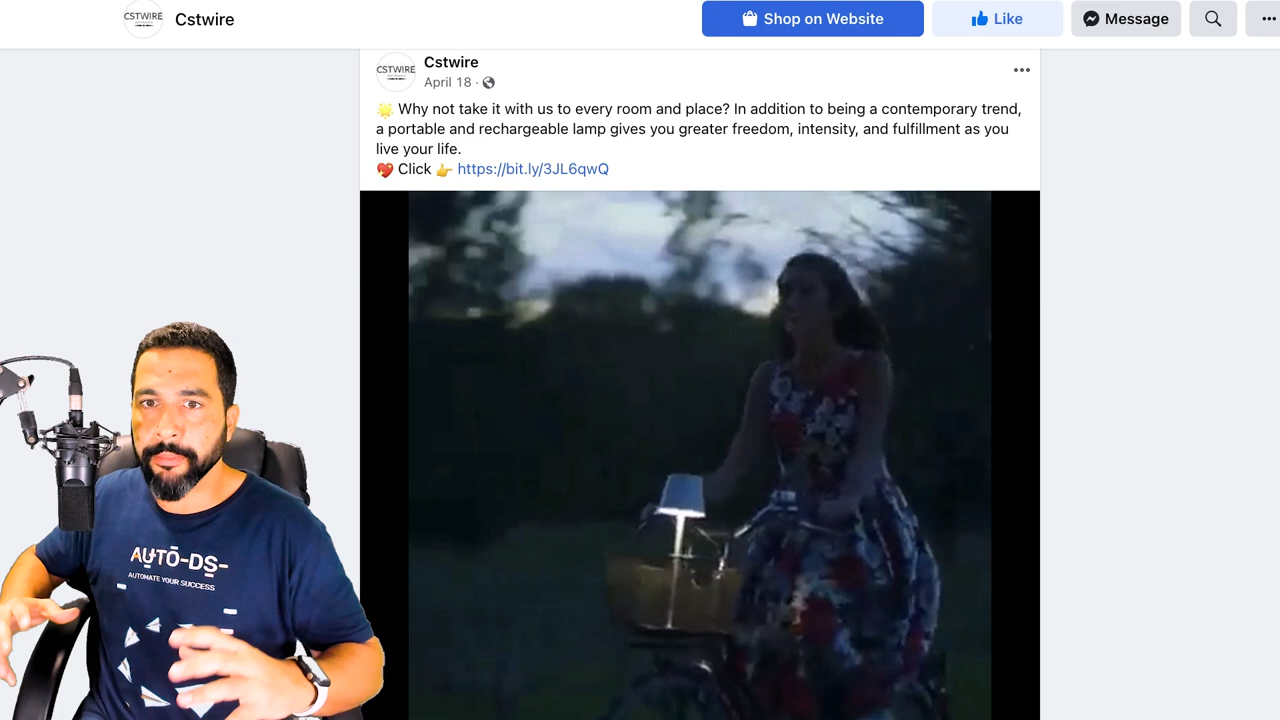 CSTWIRE
Cstwire
Shop on Website
Like
Message
CSTWIRE
Cstwire
April 18 ·
Why not take it with us to every room and place? In addition to being a contemporary trend,
a portable and rechargeable lamp gives you greater freedom, intensity, and fulfillment as you
live your life.
Click https://bit.ly/3JL6qwQ
AUTO-DS-
AUTOMATE YOUR SUCCESS